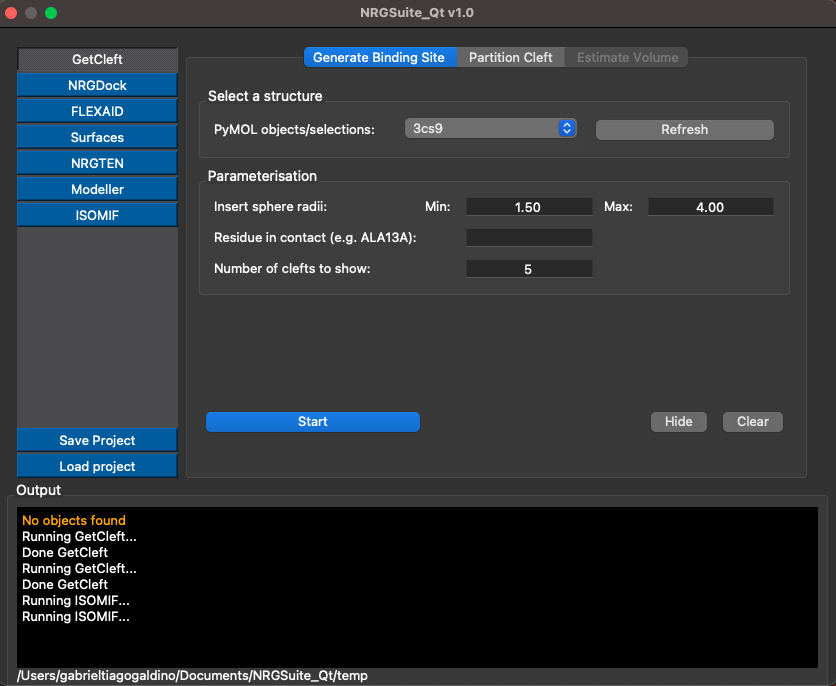 NRGSuite_Qt v1.0
GetCleft
NRGDock
FLEXAID
Surfaces
NRGTEN
Modeller
ISOMIF
Save Project
Load project
Generate Binding Site Partition Cleft Estimate Volume
Select a structure
PyMOL objects/selections: 3cs9 Refresh
Parameterisation
Insert sphere radii: Min: 1.50 Max: 4.00
Residue in contact (e.g. ALA13A):
Number of clefts to show: 5
Start Hide Clear
Output
No objects found
Running GetCleft...
Done GetCleft
Running GetCleft...
Done GetCleft
Running ISOMIF...
Running ISOMIF...
/Users/gabrieltiagogaldino/Documents/NRGSuite_Qt/temp